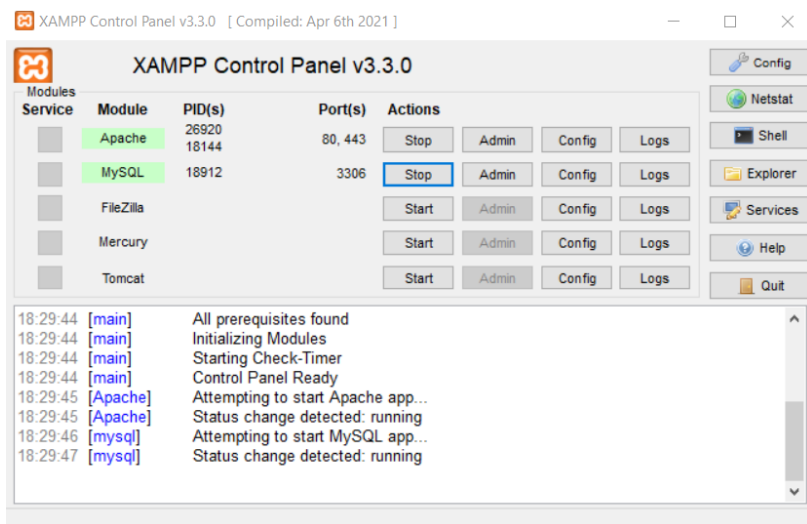 XAMPP Control Panel v3.3.0 [ Compiled: Apr 6th 2021 ]
XAMPP Control Panel v3.3.0
Config
Modules
Service Module PID(s) Port(s) Actions
Netstat
Apache 26920 18144 80, 443 Stop Admin Config Logs
Shell
MySQL 18912 3306 Stop Admin Config Logs
Explorer
FileZilla Start Admin Config Logs
Services
Mercury Start Admin Config Logs
Help
Tomcat Start Admin Config Logs
Quit
18:29:44 [main] All prerequisites found
18:29:44 [main] Initializing Modules
18:29:44 [main] Starting Check-Timer
18:29:44 [main] Control Panel Ready
18:29:45 [Apache] Attempting to start Apache app...
18:29:45 [Apache] Status change detected: running
18:29:46 [mysql] Attempting to start MySQL app...
18:29:47 [mysql] Status change detected: running